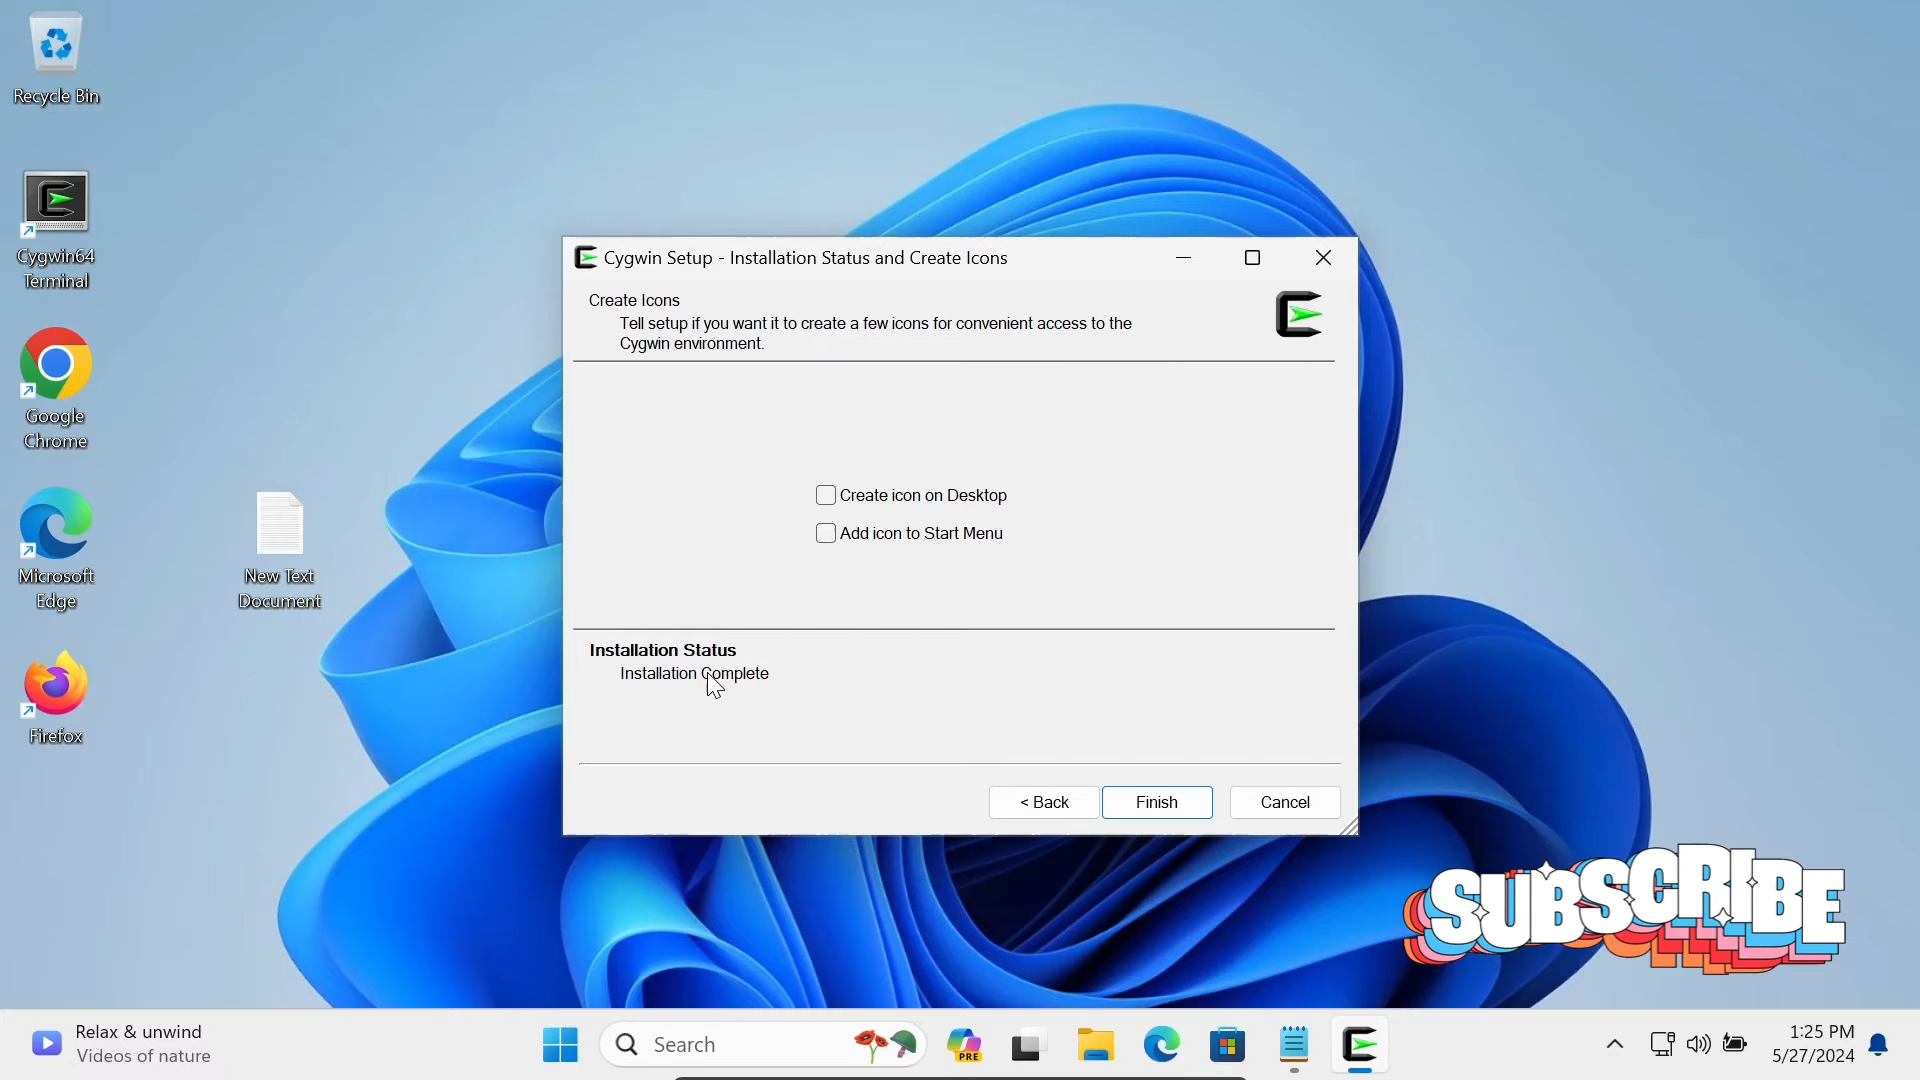 Recycle Bin
Cygwin64
Terminal
Google
Chrome
Microsoft
Edge
New Text
Document
Firefox
Cygwin Setup - Installation Status and Create Icons
Create Icons
Tell setup if you want it to create a few icons for convenient access to the
Cygwin environment.
Create icon on Desktop
Add icon to Start Menu
Installation Status
Installation Complete
< Back
Finish
Cancel
SUBSCRIBE
Relax & unwind
Videos of nature
Search
PRE
1:25 PM
5/27/2024